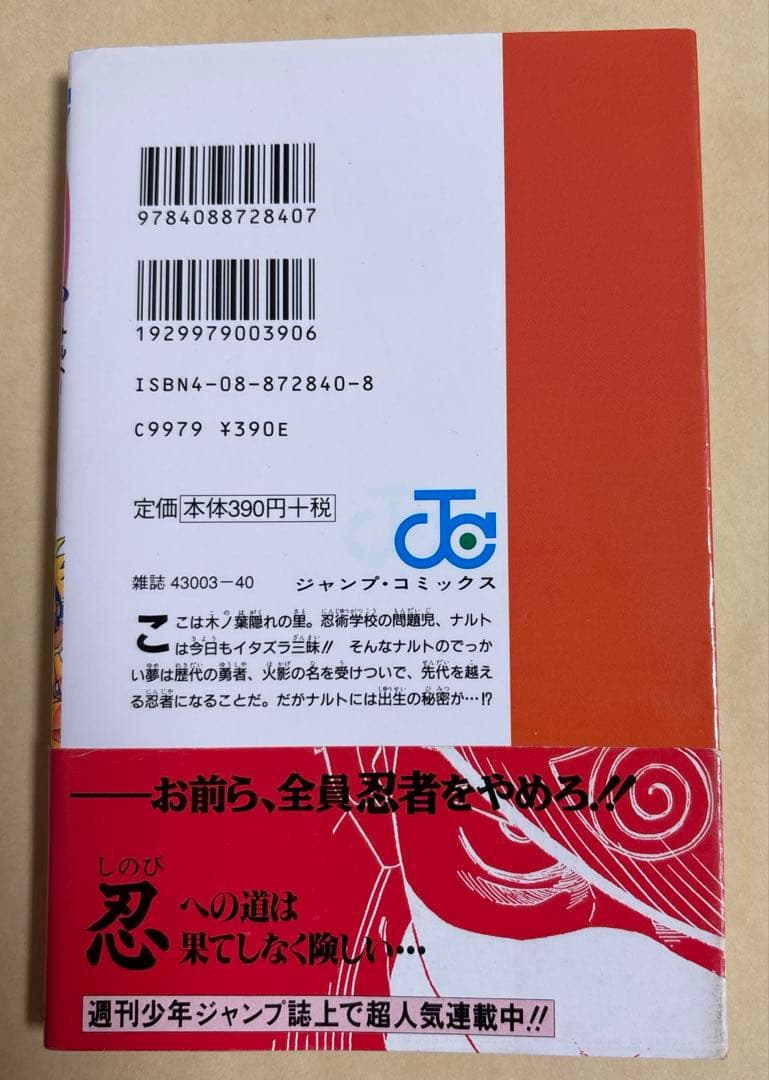 9784088728407
1929979003906
ISBN4-08-872840-8
C9979 ¥390E
定価 本体390円+税
雑誌 43003-40
ジャンプ・コミックス
ここは木ノ葉隠れの里。忍術学校の問題児、ナルト
は今日もイタズラ三昧!! そんなナルトのでっか
い夢は歴代の勇者、火影の名を受けついで、先代を越え
る忍者になることだ。だがナルトには出生の秘密が…!?
——お前ら、全員忍者をやめろ!!
しのび
忍への道は
果てしなく険しい…
週刊少年ジャンプ誌上で超人気連載中!!